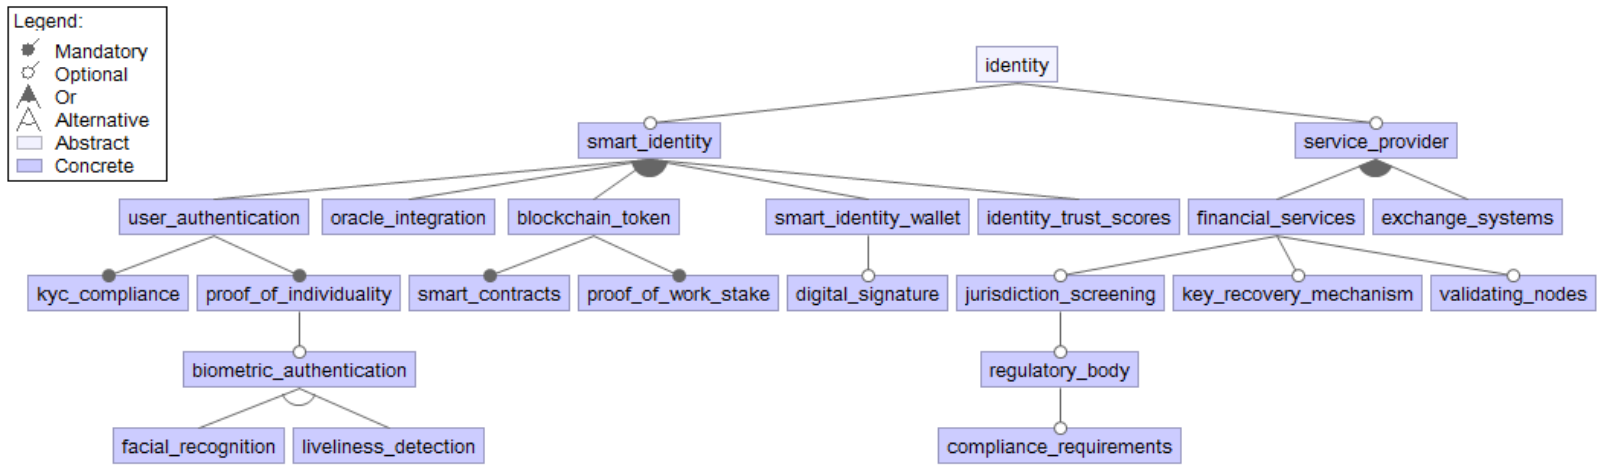 Legend:
Mandatory
Optional
Or
Alternative
Abstract
Concrete
identity
smart_identity
service_provider
user_authentication
oracle_integration
blockchain_token
smart_identity_wallet
identity_trust_scores
financial_services
exchange_systems
kyc_compliance
proof_of_individuality
smart_contracts
proof_of_work_stake
digital_signature
jurisdiction_screening
key_recovery_mechanism
validating_nodes
biometric_authentication
regulatory_body
facial_recognition
liveliness_detection
compliance_requirements